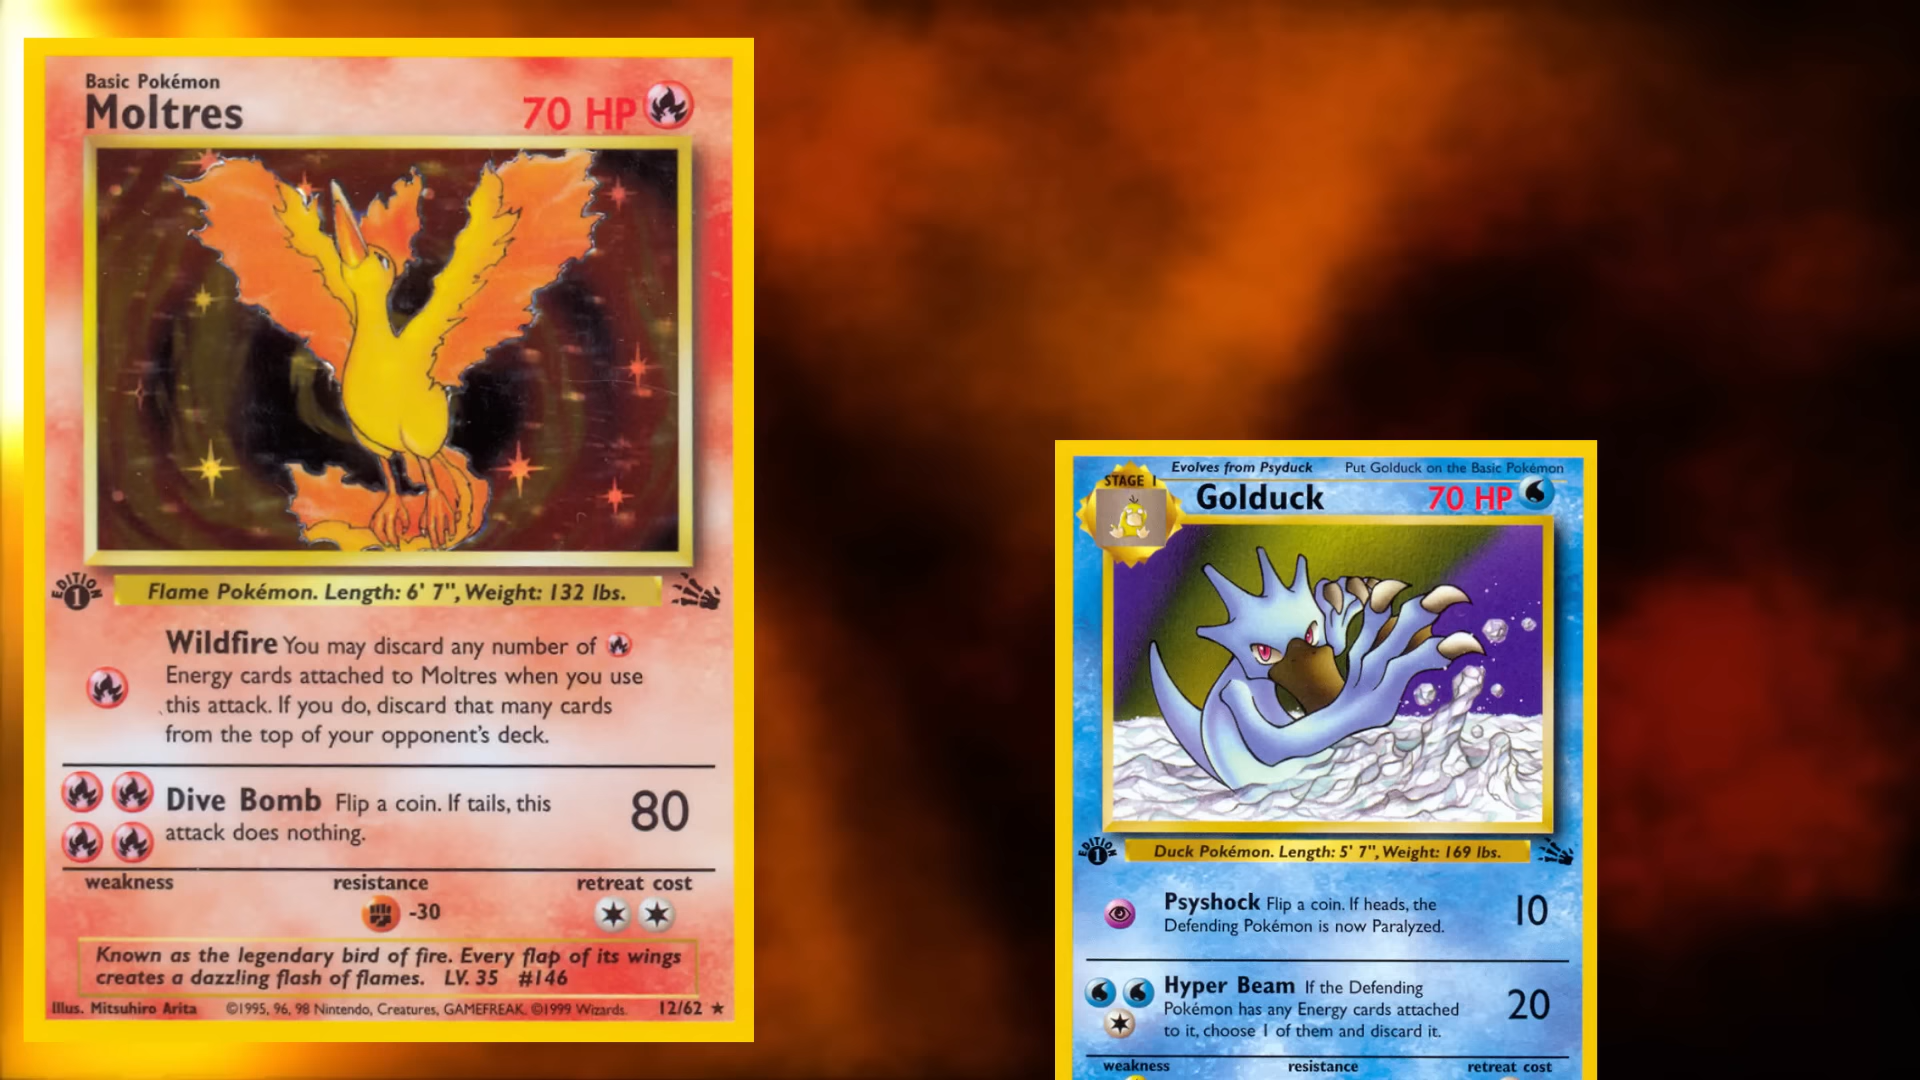 Basic Pokémon
Moltres
70 HP
EDITION
1
Flame Pokémon. Length: 6' 7", Weight: 132 lbs.
Wildfire You may discard any number of
Energy cards attached to Moltres when you use
this attack. If you do, discard that many cards
from the top of your opponent's deck.
Dive Bomb Flip a coin. If tails, this
attack does nothing.
80
weakness
resistance
retreat cost
-30
Known as the legendary bird of fire. Every flap of its wings
creates a dazzling flash of flames. LV. 35 #146
Illus. Mitsuhiro Arita
©1995, 96, 98 Nintendo, Creatures, GAMEFREAK. ©1999 Wizards.
12/62 ★
Evolves from Psyduck
Put Golduck on the Basic Pokémon
STAGE 1
Golduck
70 HP
EDITION
1
Duck Pokémon. Length: 5' 7", Weight: 169 lbs.
Psyshock Flip a coin. If heads, the
Defending Pokémon is now Paralyzed.
10
Hyper Beam If the Defending
Pokémon has any Energy cards attached
to it, choose 1 of them and discard it.
20
weakness
resistance
retreat cost